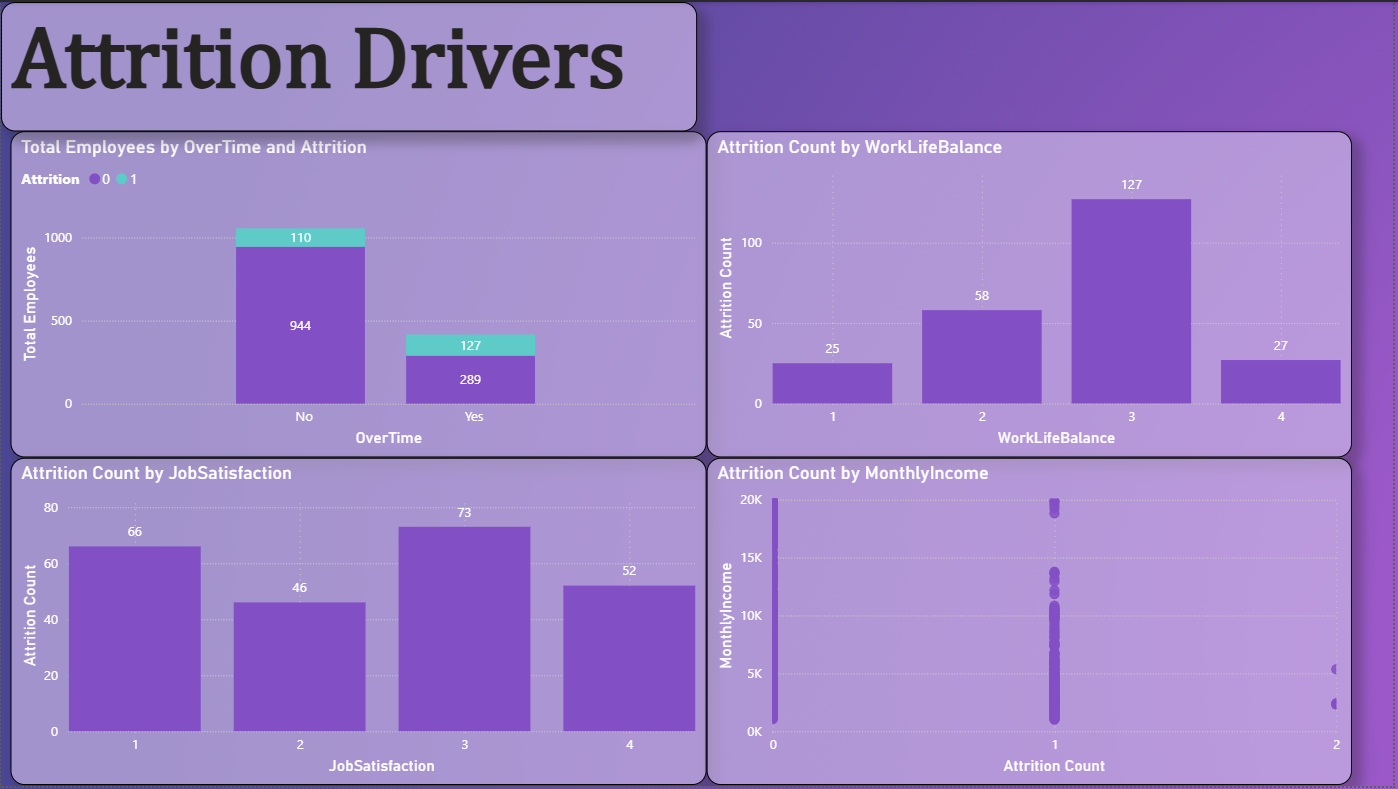 Attrition Drivers
Total Employees by OverTime and Attrition
Attrition 0 1
Total Employees
1000
500
0
110
944
127
289
No Yes
OverTime
Attrition Count by WorkLifeBalance
Attrition Count
100
50
0
25
58
127
27
1 2 3 4
WorkLifeBalance
Attrition Count by JobSatisfaction
Attrition Count
80
60
40
20
0
66
46
73
52
1 2 3 4
JobSatisfaction
Attrition Count by MonthlyIncome
MonthlyIncome
20K
15K
10K
5K
0K
0 1 2
Attrition Count